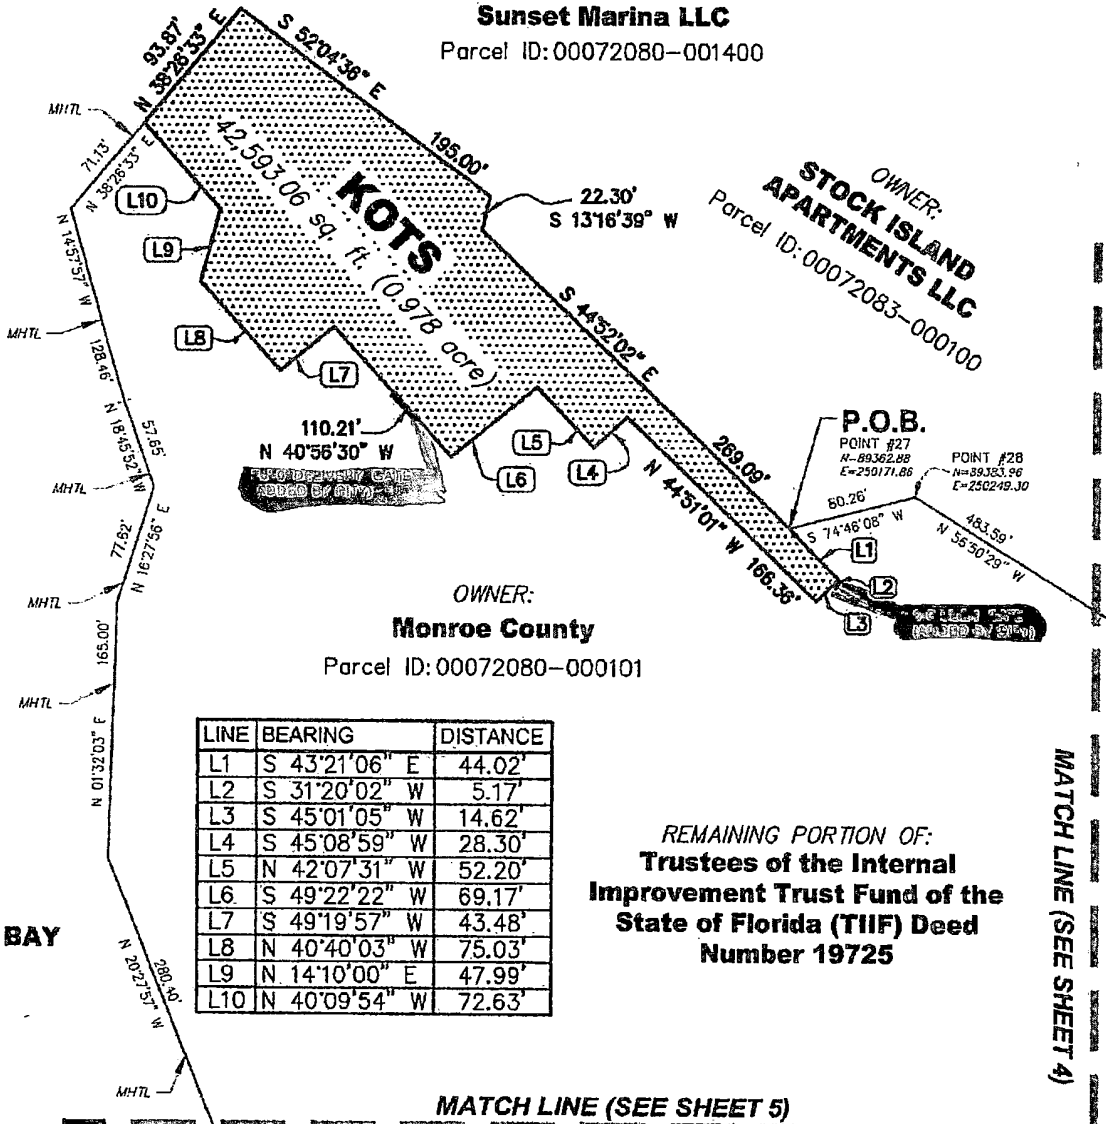 Sunset Marina LLC
Parcel ID: 00072080-001400
93.87'
N 38°26'33" E
S 52°04'36" E
195.00'
22.30'
S 13°16'39" W
OWNER:
STOCK ISLAND
APARTMENTS LLC
Parcel ID: 00072083-000100
MHTL
71.13'
N 38°26'33" E
L10
L9
L8
L7
KOTS
42,593.06 sq. ft. (0.978 acre)
S 44°52'02" E
269.09'
N 14°57'57" W
128.46'
MHTL
110.21'
N 40°56'30" W
L5
L4
L6
N 44°51'01" W 166.36'
P.O.B.
POINT #27
N=89362.88
E=250171.86
POINT #28
N=89383.96
E=250249.30
80.26'
S 74°46'08" W
483.59'
N 56°50'29" W
L1
L2
L3
57.65'
N 18°45'52" W
MHTL
77.62'
N 16°27'56" E
MHTL
165.00'
N 01°32'03" E
MHTL
OWNER:
Monroe County
Parcel ID: 00072080-000101
LINE BEARING DISTANCE
L1 S 43°21'06" E 44.02'
L2 S 31°20'02" W 5.17'
L3 S 45°01'05" W 14.62'
L4 S 45°08'59" W 28.30'
L5 N 42°07'31" W 52.20'
L6 S 49°22'22" W 69.17'
L7 S 49°19'57" W 43.48'
L8 N 40°40'03" W 75.03'
L9 N 14°10'00" E 47.99'
L10 N 40°09'54" W 72.63'
REMAINING PORTION OF:
Trustees of the Internal
Improvement Trust Fund of the
State of Florida (TIIF) Deed
Number 19725
MATCH LINE (SEE SHEET 4)
BAY
280.40'
N 20°27'57" W
MHTL
MATCH LINE (SEE SHEET 5)